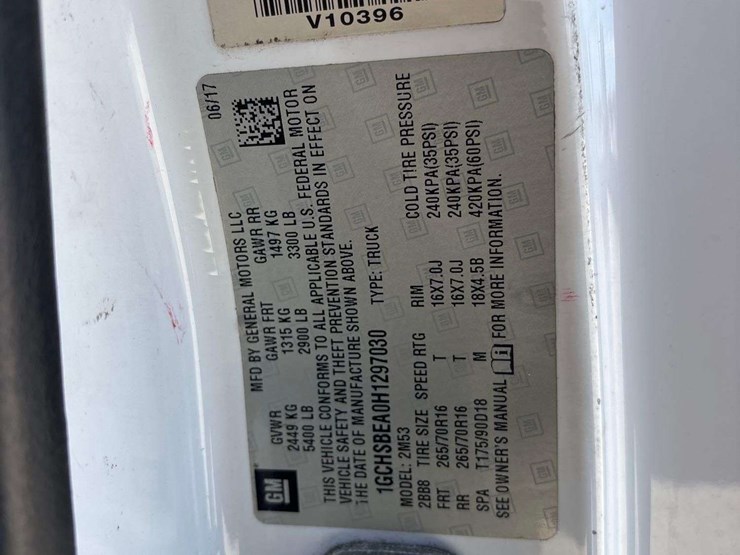 V10396
GM
MFD BY GENERAL MOTORS LLC
06/17
GVWR GAWR FRT GAWR RR
2449 KG 1315 KG 1497 KG
5400 LB 2900 LB 3300 LB
THIS VEHICLE CONFORMS TO ALL APPLICABLE U.S. FEDERAL MOTOR
VEHICLE SAFETY AND THEFT PREVENTION STANDARDS IN EFFECT ON
THE DATE OF MANUFACTURE SHOWN ABOVE.
1GCHSBEA0H1297030 TYPE: TRUCK
MODEL: 2M53
2BB8 TIRE SIZE SPEED RTG RIM COLD TIRE PRESSURE
FRT 265/70R16 T 16X7.0J 240KPA(35PSI)
RR 265/70R16 T 16X7.0J 240KPA(35PSI)
SPA T175/90D18 M 18X4.5B 420KPA(60PSI)
SEE OWNER'S MANUAL FOR MORE INFORMATION.